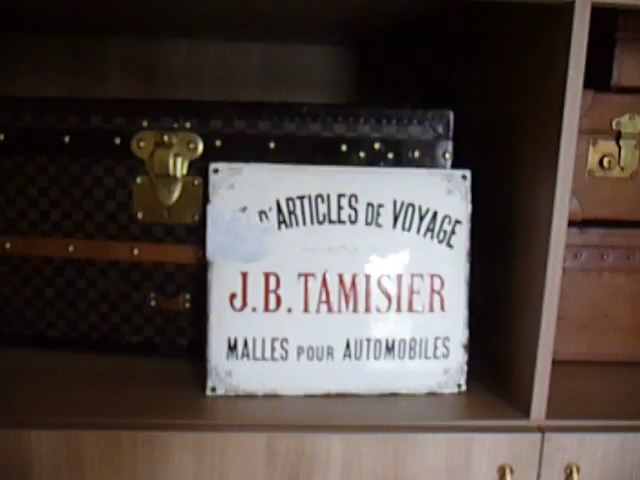 D'ARTICLES DE VOYAGE
J.B. TAMISIER
MALLES POUR AUTOMOBILES